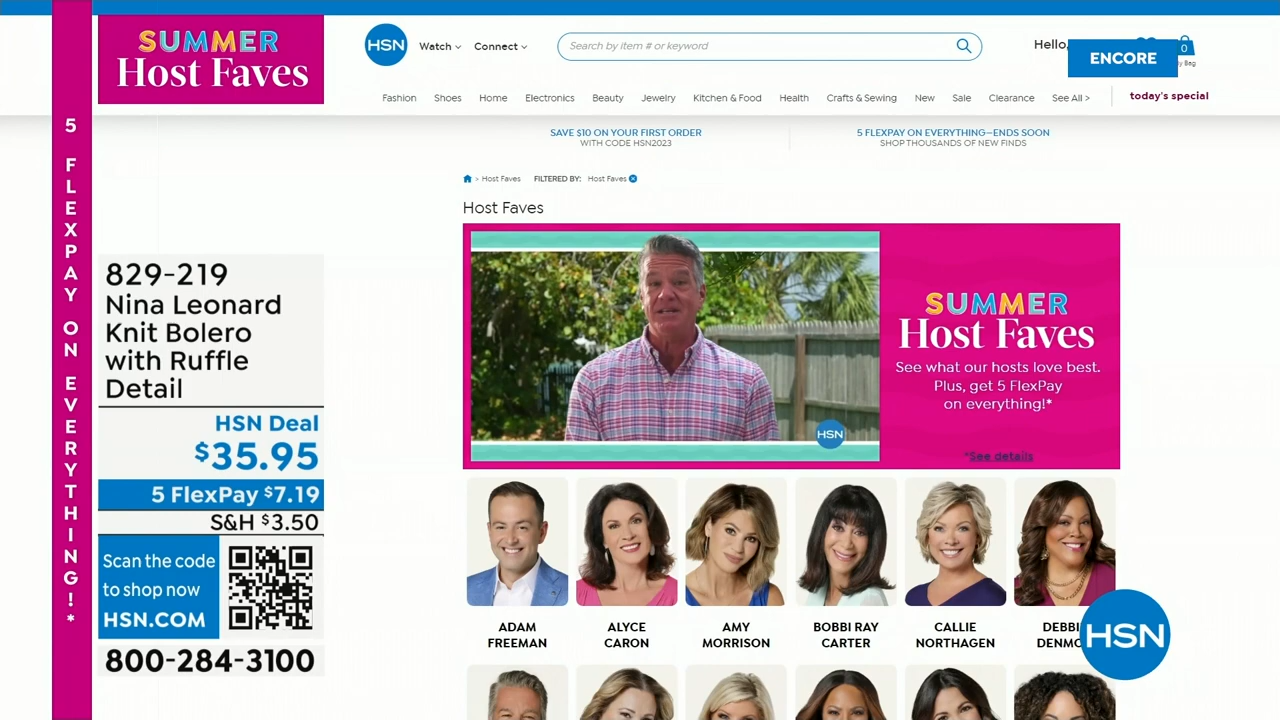 SUMMER
Host Faves
5 FLEXPAY ON EVERYTHING!*
829-219
Nina Leonard
Knit Bolero
with Ruffle
Detail
HSN Deal
$35.95
5 FlexPay $7.19
S&H $3.50
Scan the code
to shop now
HSN.COM
800-284-3100
HSN
Watch
Connect
Search by item # or keyword
Hello,
ENCORE
0
Bag
Fashion
Shoes
Home
Electronics
Beauty
Jewelry
Kitchen & Food
Health
Crafts & Sewing
New
Sale
Clearance
See All >
today's special
SAVE $10 ON YOUR FIRST ORDER
WITH CODE HSN2023
5 FLEXPAY ON EVERYTHING—ENDS SOON
SHOP THOUSANDS OF NEW FINDS
> Host Faves
FILTERED BY:
Host Faves
Host Faves
HSN
SUMMER
Host Faves
See what our hosts love best.
Plus, get 5 FlexPay
on everything!*
*See details
ADAM
FREEMAN
ALYCE
CARON
AMY
MORRISON
BOBBI RAY
CARTER
CALLIE
NORTHAGEN
HSN